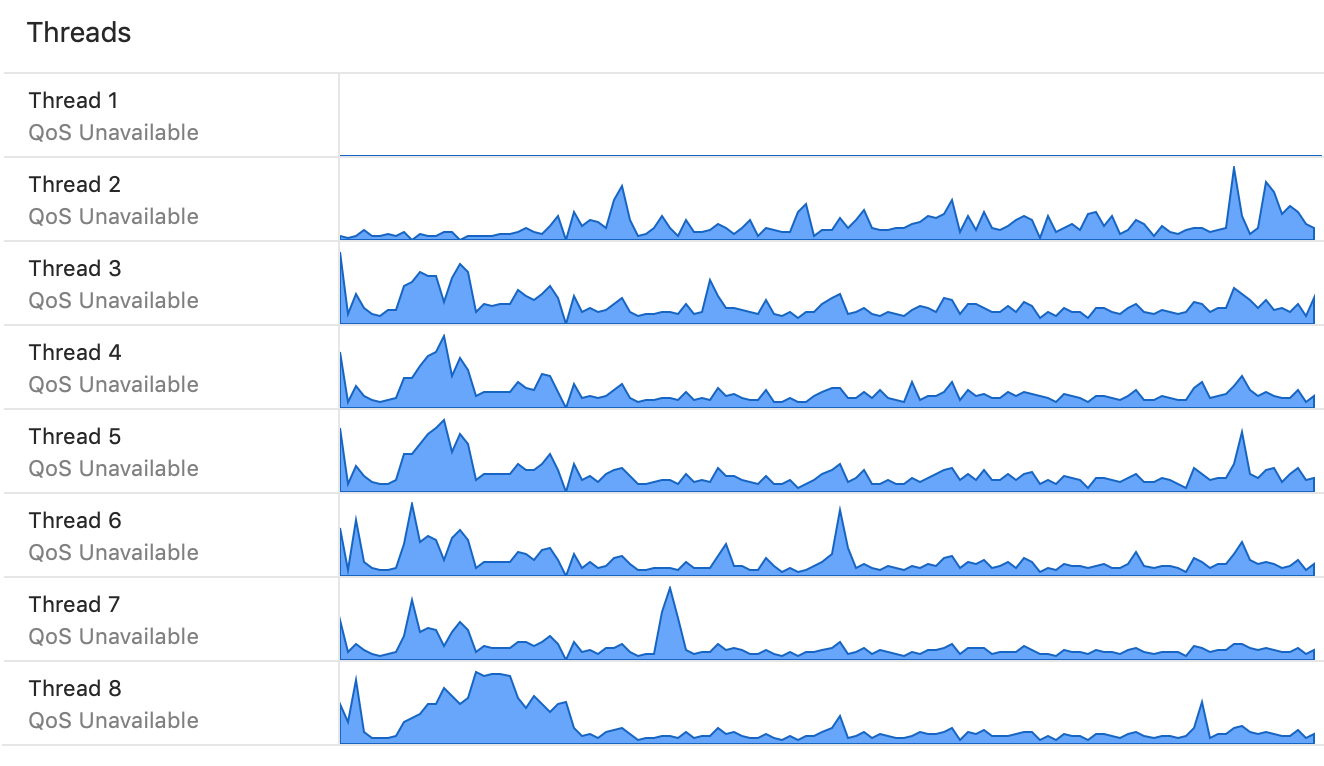 Threads
Thread 1
QoS Unavailable
Thread 2
QoS Unavailable
Thread 3
QoS Unavailable
Thread 4
QoS Unavailable
Thread 5
QoS Unavailable
Thread 6
QoS Unavailable
Thread 7
QoS Unavailable
Thread 8
QoS Unavailable